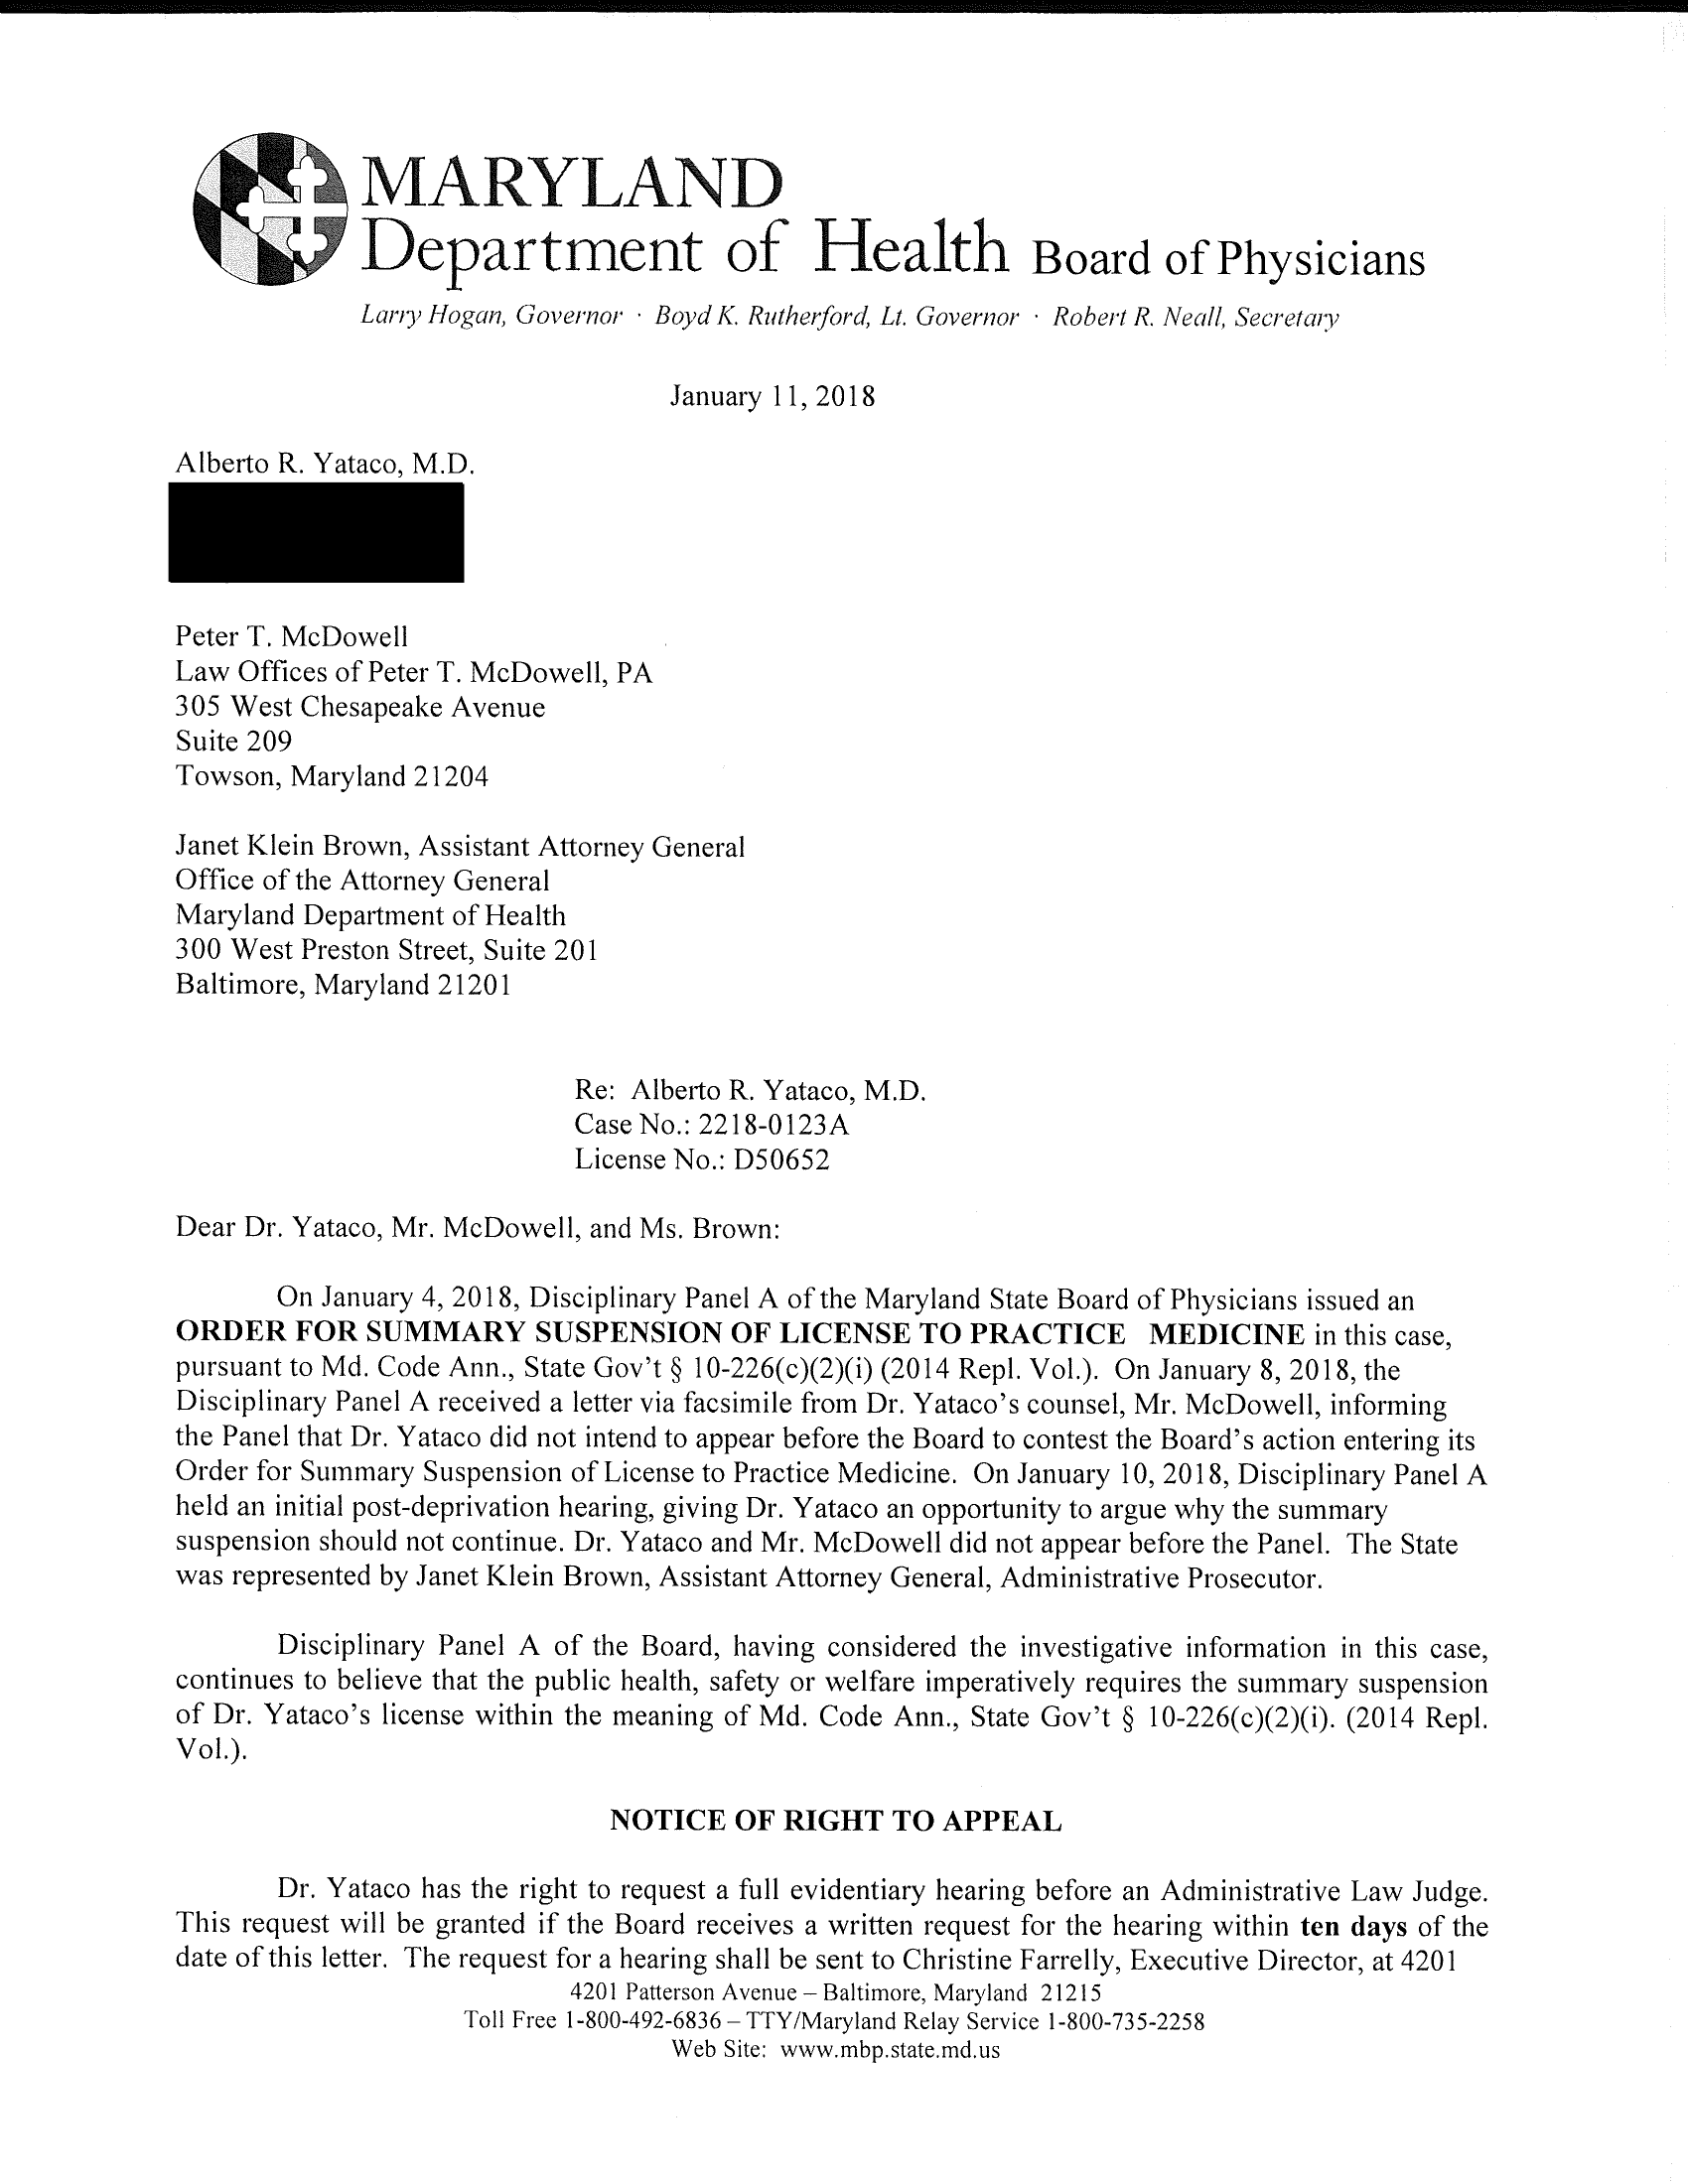 MARYLAND
Department of Health Board of Physicians
Larry Hogan, Governor · Boyd K. Rutherford, Lt. Governor · Robert R. Neall, Secretary
January 11, 2018
Alberto R. Yataco, M.D.
Peter T. McDowell
Law Offices of Peter T. McDowell, PA
305 West Chesapeake Avenue
Suite 209
Towson, Maryland 21204
Janet Klein Brown, Assistant Attorney General
Office of the Attorney General
Maryland Department of Health
300 West Preston Street, Suite 201
Baltimore, Maryland 21201
Re: Alberto R. Yataco, M.D.
Case No.: 2218-0123A
License No.: D50652
Dear Dr. Yataco, Mr. McDowell, and Ms. Brown:
On January 4, 2018, Disciplinary Panel A of the Maryland State Board of Physicians issued an
ORDER FOR SUMMARY SUSPENSION OF LICENSE TO PRACTICE MEDICINE in this case,
pursuant to Md. Code Ann., State Gov't § 10-226(c)(2)(i) (2014 Repl. Vol.). On January 8, 2018, the
Disciplinary Panel A received a letter via facsimile from Dr. Yataco's counsel, Mr. McDowell, informing
the Panel that Dr. Yataco did not intend to appear before the Board to contest the Board's action entering its
Order for Summary Suspension of License to Practice Medicine. On January 10, 2018, Disciplinary Panel A
held an initial post-deprivation hearing, giving Dr. Yataco an opportunity to argue why the summary
suspension should not continue. Dr. Yataco and Mr. McDowell did not appear before the Panel. The State
was represented by Janet Klein Brown, Assistant Attorney General, Administrative Prosecutor.
Disciplinary Panel A of the Board, having considered the investigative information in this case,
continues to believe that the public health, safety or welfare imperatively requires the summary suspension
of Dr. Yataco's license within the meaning of Md. Code Ann., State Gov't § 10-226(c)(2)(i). (2014 Repl.
Vol.).
NOTICE OF RIGHT TO APPEAL
Dr. Yataco has the right to request a full evidentiary hearing before an Administrative Law Judge.
This request will be granted if the Board receives a written request for the hearing within ten days of the
date of this letter. The request for a hearing shall be sent to Christine Farrelly, Executive Director, at 4201
4201 Patterson Avenue – Baltimore, Maryland 21215
Toll Free 1-800-492-6836 – TTY/Maryland Relay Service 1-800-735-2258
Web Site: www.mbp.state.md.us